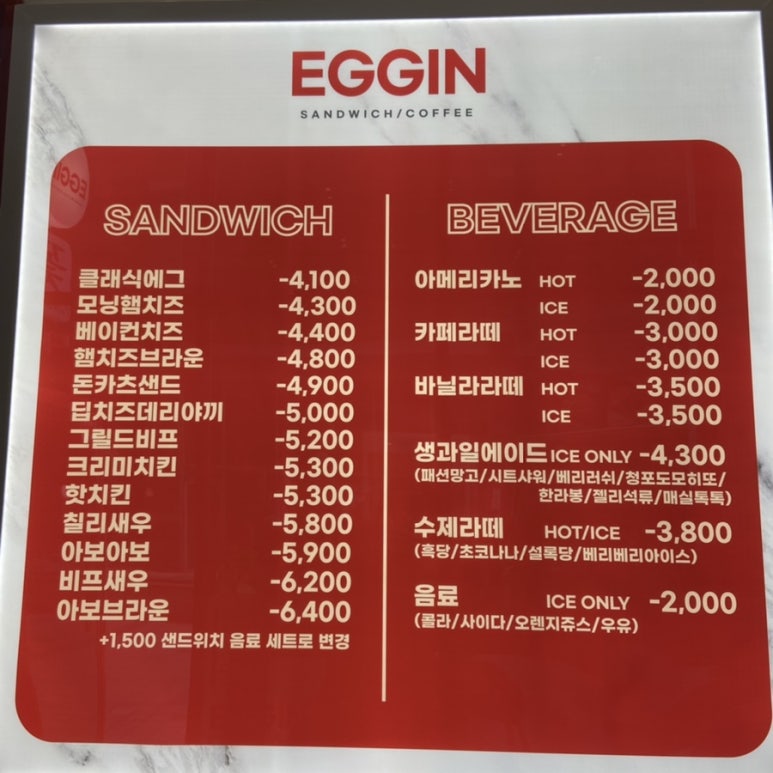 EGGIN
SANDWICH/COFFEE
SANDWICH
클래식에그 -4,100
모닝햄치즈 -4,300
베이컨치즈 -4,400
햄치즈브라운 -4,800
돈카츠샌드 -4,900
딥치즈데리야끼 -5,000
그릴드비프 -5,200
크리미치킨 -5,300
핫치킨 -5,300
칠리새우 -5,800
아보아보 -5,900
비프새우 -6,200
아보브라운 -6,400
+1,500 샌드위치 음료 세트로 변경
BEVERAGE
아메리카노 HOT -2,000
ICE -2,000
카페라떼 HOT -3,000
ICE -3,000
바닐라라떼 HOT -3,500
ICE -3,500
생과일에이드 ICE ONLY -4,300
(패션망고/시트샤워/베리러쉬/청포도모히또/
한라봉/젤리석류/매실톡톡)
수제라떼 HOT/ICE -3,800
(흑당/초코나나/설록당/베리베리아이스)
음료 ICE ONLY -2,000
(콜라/사이다/오렌지쥬스/우유)